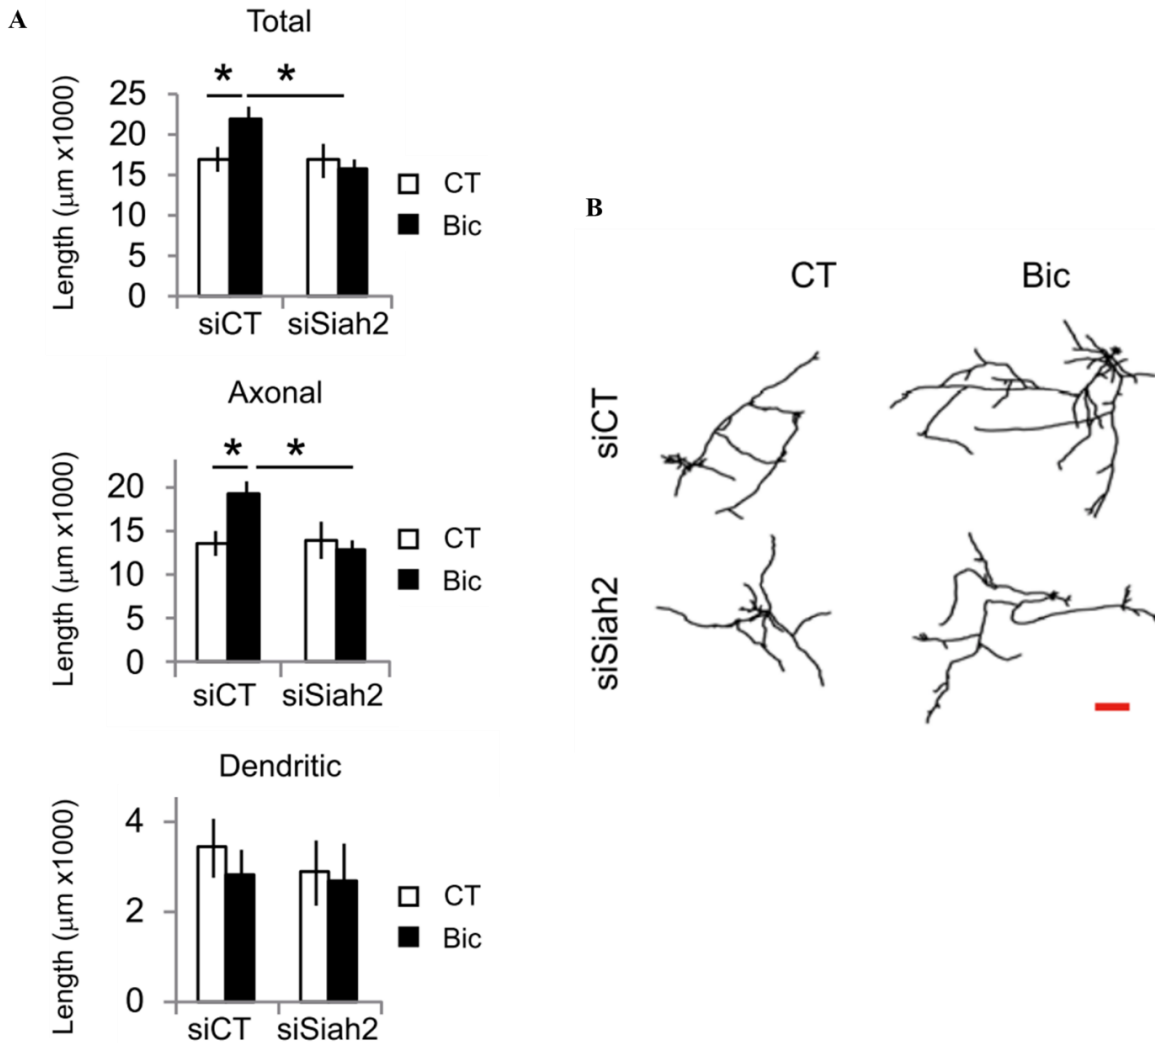 A
Total
Length (μm x1000)
25
20
15
10
5
0
* *
siCT siSiah2
CT
Bic
Axonal
Length (μm x1000)
20
15
10
5
0
* *
siCT siSiah2
CT
Bic
Dendritic
Length (μm x1000)
4
2
0
siCT siSiah2
CT
Bic
B
CT Bic
siCT
siSiah2